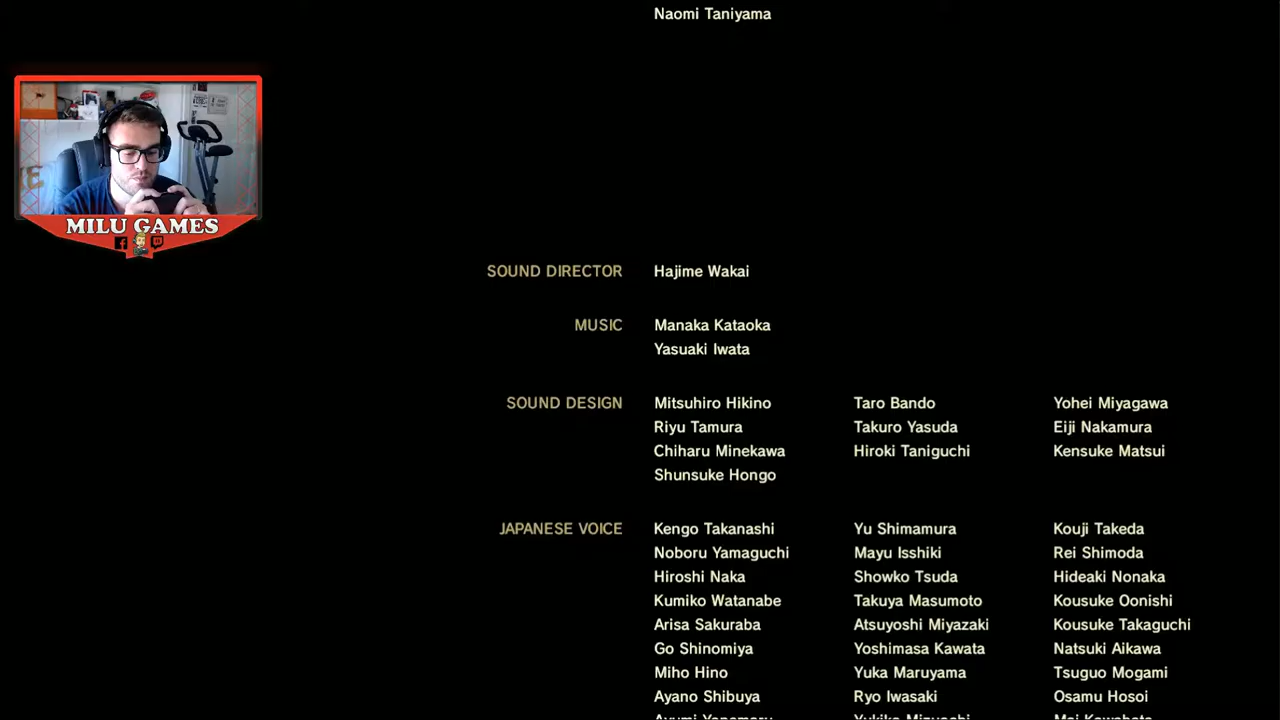 Naomi Taniyama
MILU GAMES
SOUND DIRECTOR Hajime Wakai
MUSIC Manaka Kataoka
Yasuaki Iwata
SOUND DESIGN Mitsuhiro Hikino Taro Bando Yohei Miyagawa
Riyu Tamura Takuro Yasuda Eiji Nakamura
Chiharu Minekawa Hiroki Taniguchi Kensuke Matsui
Shunsuke Hongo
JAPANESE VOICE Kengo Takanashi Yu Shimamura Kouji Takeda
Noboru Yamaguchi Mayu Isshiki Rei Shimoda
Hiroshi Naka Showko Tsuda Hideaki Nonaka
Kumiko Watanabe Takuya Masumoto Kousuke Oonishi
Arisa Sakuraba Atsuyoshi Miyazaki Kousuke Takaguchi
Go Shinomiya Yoshimasa Kawata Natsuki Aikawa
Miho Hino Yuka Maruyama Tsuguo Mogami
Ayano Shibuya Ryo Iwasaki Osamu Hosoi